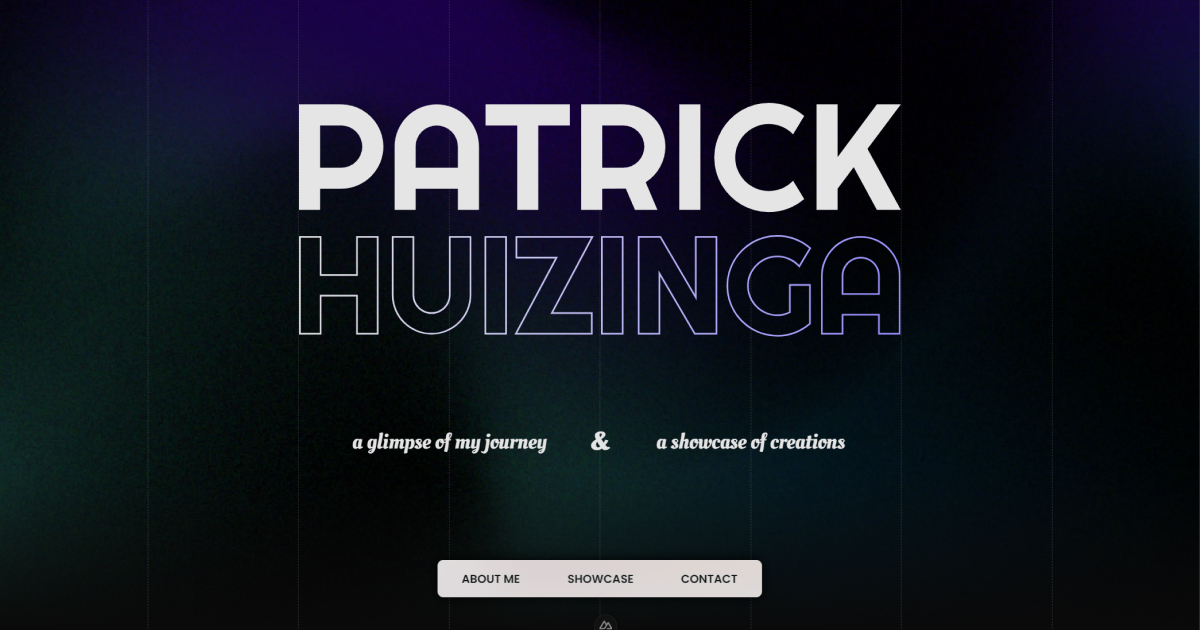 PATRICK
HUIZINGA
a glimpse of my journey & a showcase of creations
ABOUT ME SHOWCASE CONTACT